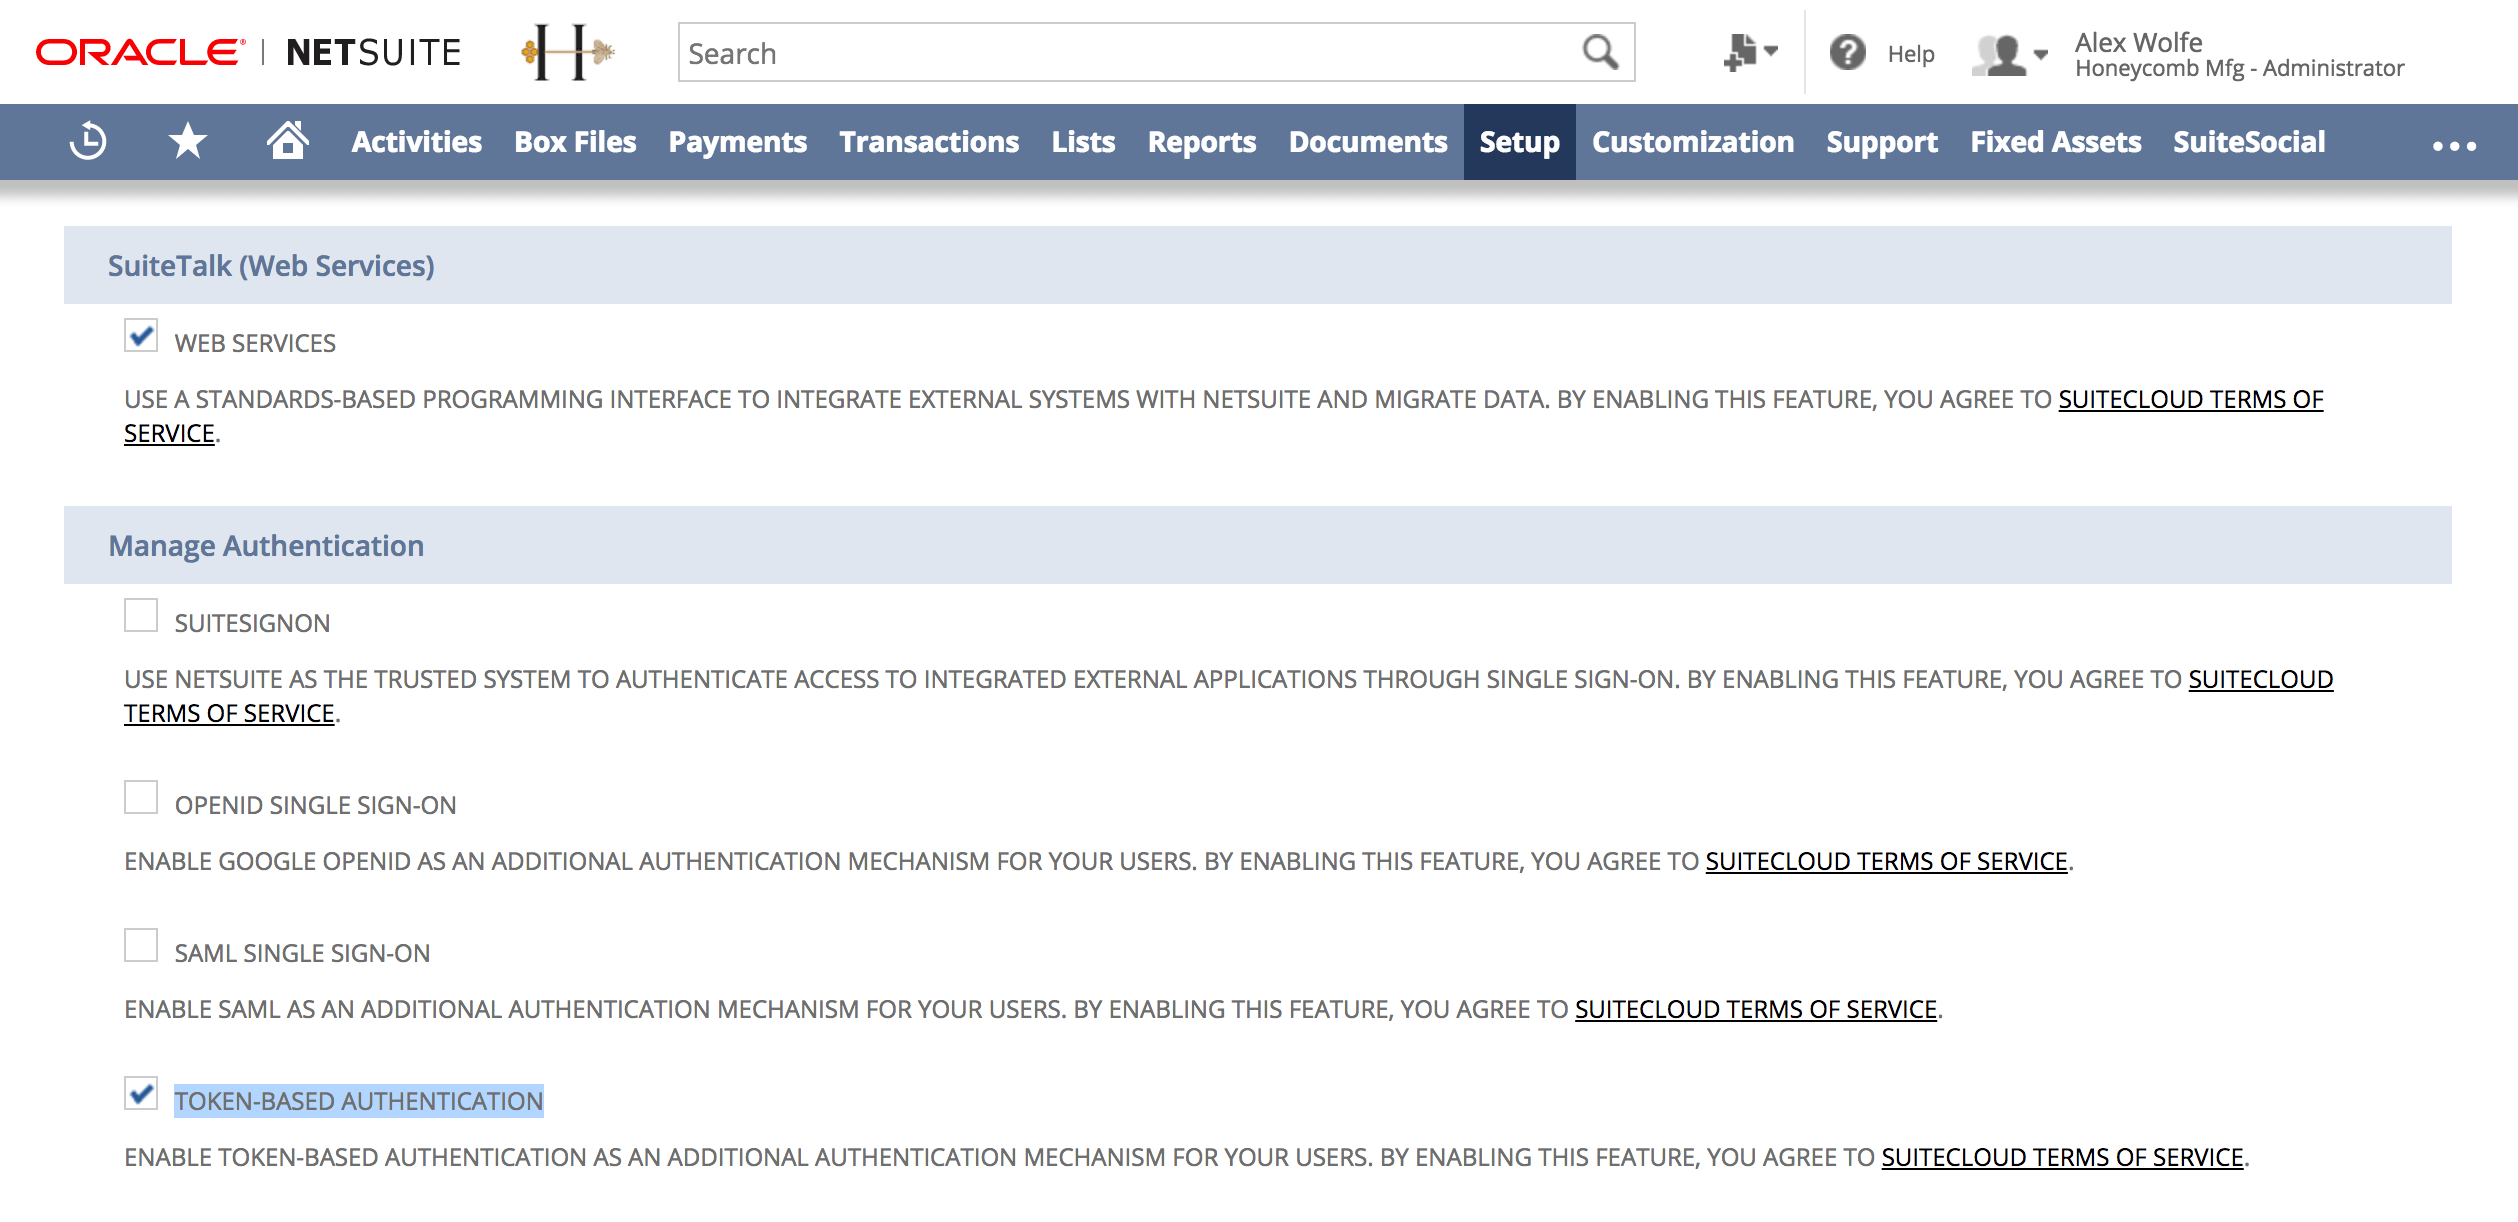 ORACLE | NETSUITE
H
Search
Help
Alex Wolfe
Honeycomb Mfg - Administrator
Activities Box Files Payments Transactions Lists Reports Documents Setup Customization Support Fixed Assets SuiteSocial
SuiteTalk (Web Services)
WEB SERVICES
USE A STANDARDS-BASED PROGRAMMING INTERFACE TO INTEGRATE EXTERNAL SYSTEMS WITH NETSUITE AND MIGRATE DATA. BY ENABLING THIS FEATURE, YOU AGREE TO SUITECLOUD TERMS OF
SERVICE.
Manage Authentication
SUITESIGNON
USE NETSUITE AS THE TRUSTED SYSTEM TO AUTHENTICATE ACCESS TO INTEGRATED EXTERNAL APPLICATIONS THROUGH SINGLE SIGN-ON. BY ENABLING THIS FEATURE, YOU AGREE TO SUITECLOUD
TERMS OF SERVICE.
OPENID SINGLE SIGN-ON
ENABLE GOOGLE OPENID AS AN ADDITIONAL AUTHENTICATION MECHANISM FOR YOUR USERS. BY ENABLING THIS FEATURE, YOU AGREE TO SUITECLOUD TERMS OF SERVICE.
SAML SINGLE SIGN-ON
ENABLE SAML AS AN ADDITIONAL AUTHENTICATION MECHANISM FOR YOUR USERS. BY ENABLING THIS FEATURE, YOU AGREE TO SUITECLOUD TERMS OF SERVICE.
TOKEN-BASED AUTHENTICATION
ENABLE TOKEN-BASED AUTHENTICATION AS AN ADDITIONAL AUTHENTICATION MECHANISM FOR YOUR USERS. BY ENABLING THIS FEATURE, YOU AGREE TO SUITECLOUD TERMS OF SERVICE.